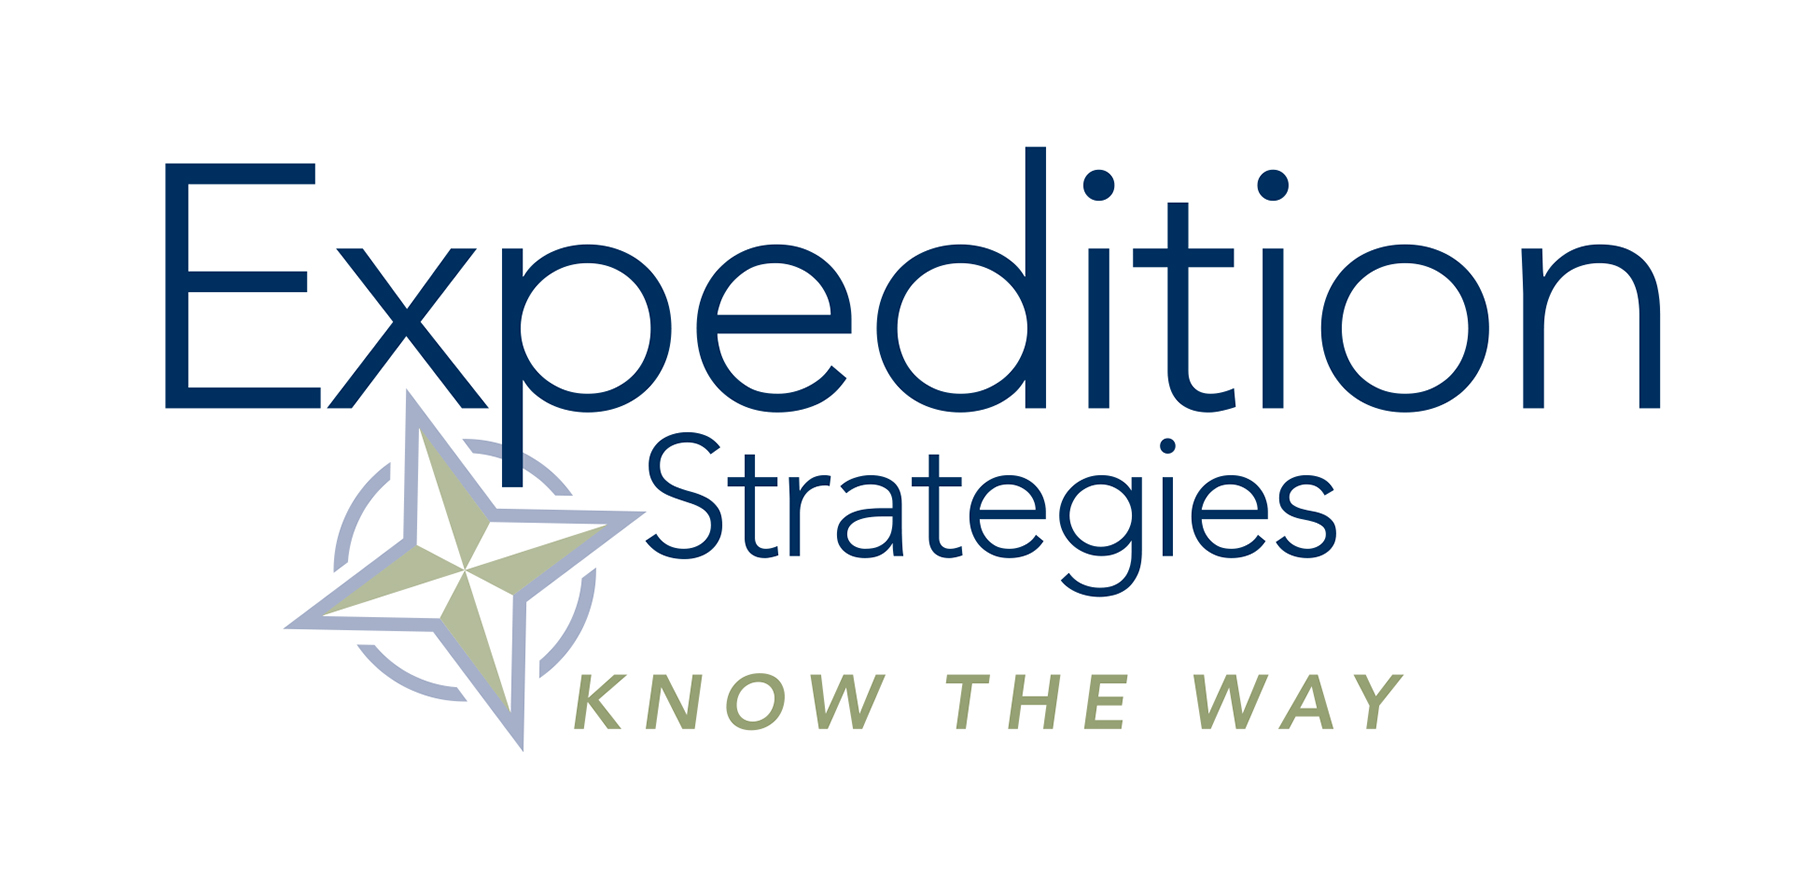 Expedition
Strategies
KNOW THE WAY